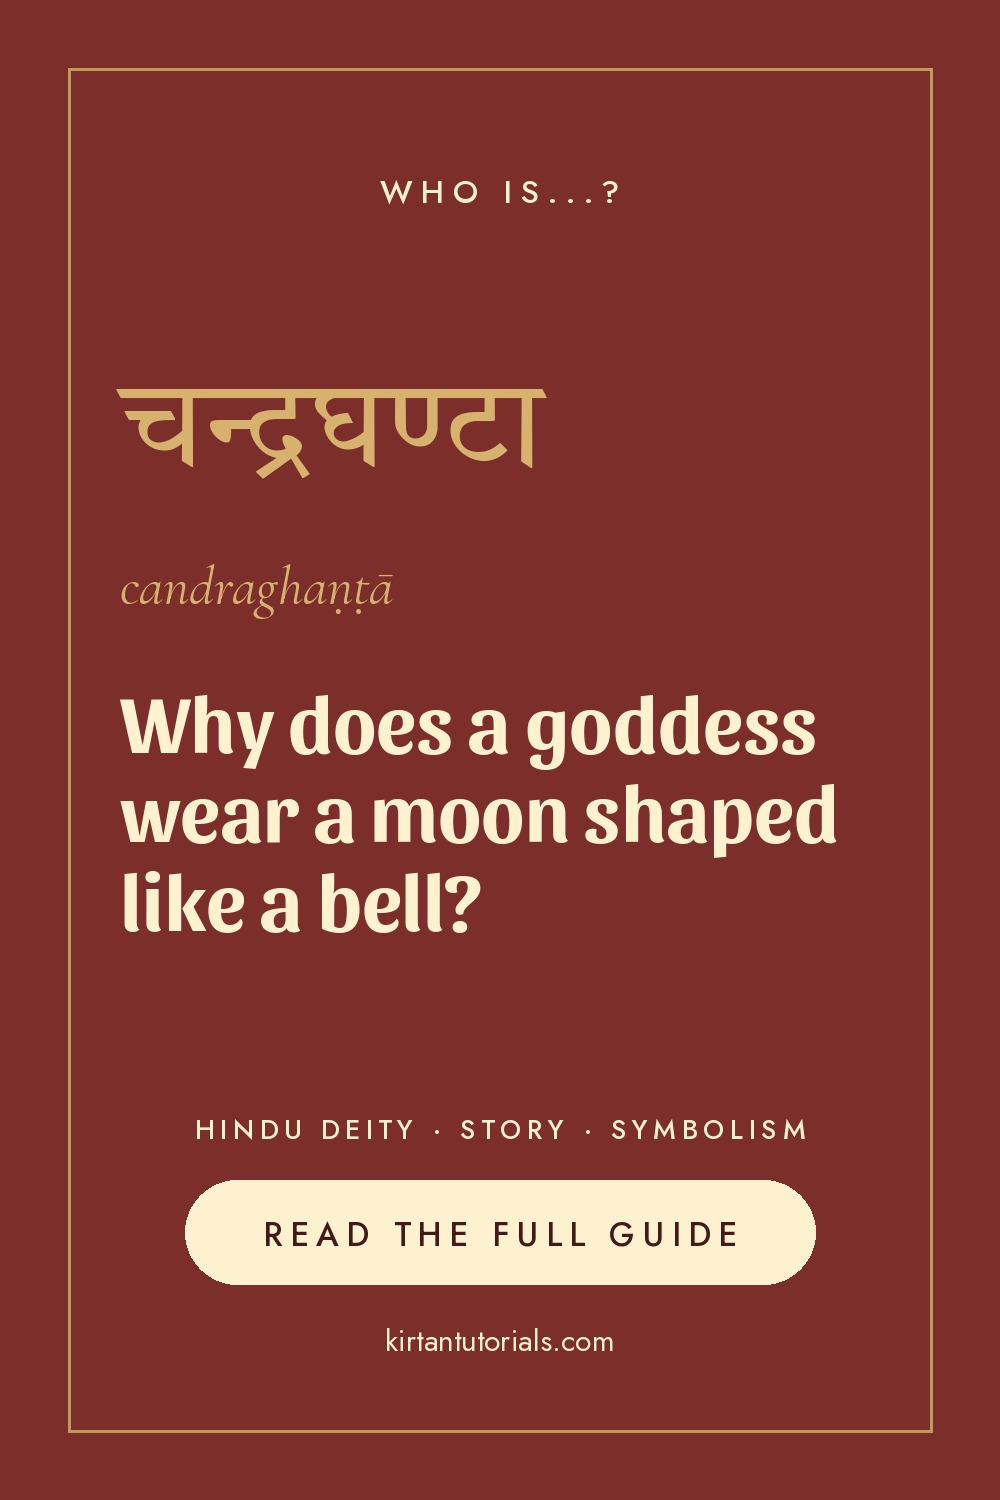 WHO IS...?
चन्द्रघण्टा
candraghaṇṭā
Why does a goddess
wear a moon shaped
like a bell?
HINDU DEITY · STORY · SYMBOLISM
READ THE FULL GUIDE
kirtantutorials.com